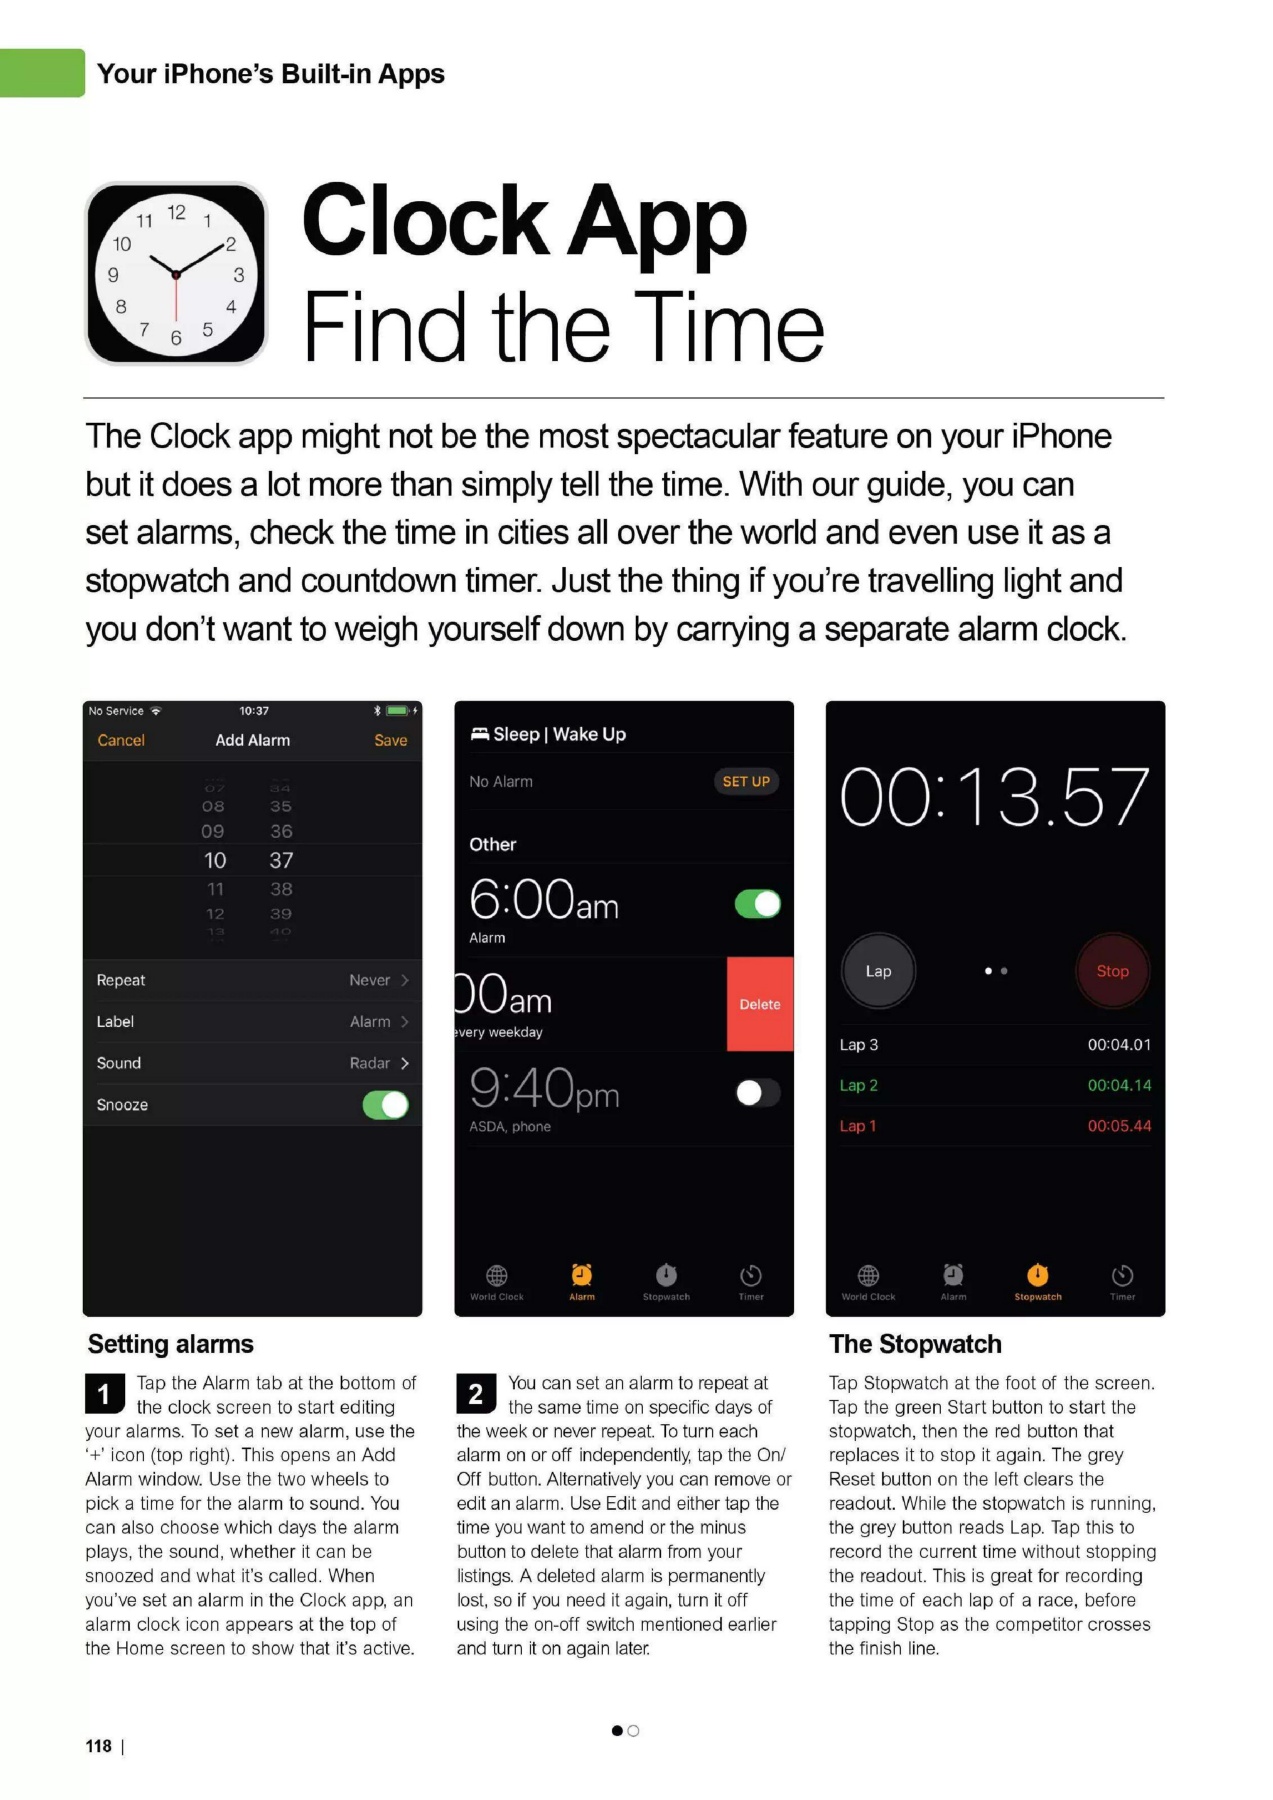 Your iPhone’s Built-in Apps
12
11
1
10
2
9
3
8
4
7
5
6
Clock App
Find the Time
The Clock app might not be the most spectacular feature on your iPhone
but it does a lot more than simply tell the time. With our guide, you can
set alarms, check the time in cities all over the world and even use it as a
stopwatch and countdown timer. Just the thing if you’re travelling light and
you don’t want to weigh yourself down by carrying a separate alarm clock.
No Service 10:37
Cancel Add Alarm Save
07 34
08 35
09 36
10 37
11 38
12 39
13 40
Repeat Never >
Label Alarm >
Sound Radar >
Snooze
Sleep | Wake Up
No Alarm SET UP
Other
6:00am
Alarm
00am
every weekday
Delete
9:40pm
ASDA, phone
World Clock Alarm Stopwatch Timer
00:13.57
Lap Stop
Lap 3 00:04.01
Lap 2 00:04.14
Lap 1 00:05.44
World Clock Alarm Stopwatch Timer
Setting alarms
1 Tap the Alarm tab at the bottom of
the clock screen to start editing
your alarms. To set a new alarm, use the
‘+’ icon (top right). This opens an Add
Alarm window. Use the two wheels to
pick a time for the alarm to sound. You
can also choose which days the alarm
plays, the sound, whether it can be
snoozed and what it’s called. When
you’ve set an alarm in the Clock app, an
alarm clock icon appears at the top of
the Home screen to show that it’s active.
2 You can set an alarm to repeat at
the same time on specific days of
the week or never repeat. To turn each
alarm on or off independently, tap the On/
Off button. Alternatively you can remove or
edit an alarm. Use Edit and either tap the
time you want to amend or the minus
button to delete that alarm from your
listings. A deleted alarm is permanently
lost, so if you need it again, turn it off
using the on-off switch mentioned earlier
and turn it on again later.
The Stopwatch
Tap Stopwatch at the foot of the screen.
Tap the green Start button to start the
stopwatch, then the red button that
replaces it to stop it again. The grey
Reset button on the left clears the
readout. While the stopwatch is running,
the grey button reads Lap. Tap this to
record the current time without stopping
the readout. This is great for recording
the time of each lap of a race, before
tapping Stop as the competitor crosses
the finish line.
118 |